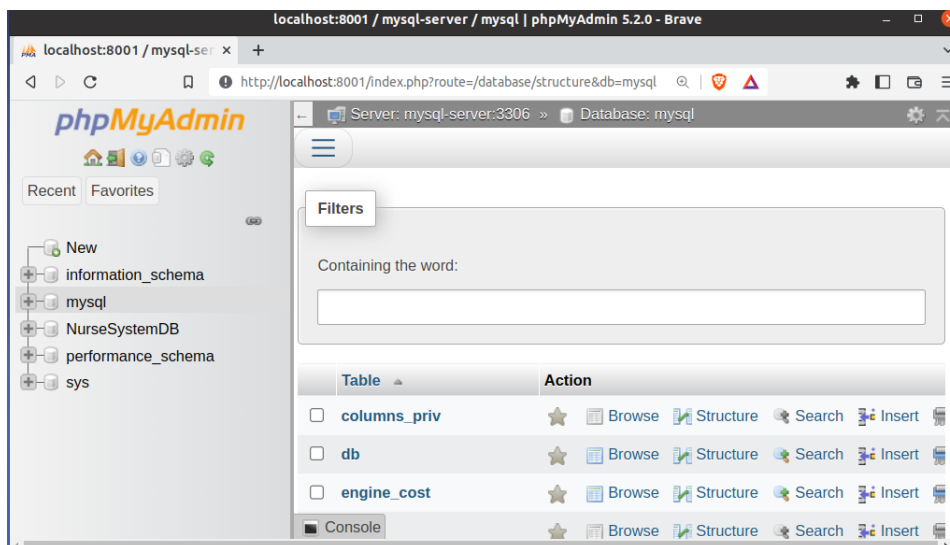 localhost:8001 / mysql-server / mysql | phpMyAdmin 5.2.0 - Brave
localhost:8001 / mysql-ser
http://localhost:8001/index.php?route=/database/structure&db=mysql
phpMyAdmin
Recent Favorites
New
information_schema
mysql
NurseSystemDB
performance_schema
sys
Server: mysql-server:3306 » Database: mysql
Filters
Containing the word:
Table Action
columns_priv Browse Structure Search Insert
db Browse Structure Search Insert
engine_cost Browse Structure Search Insert
Console Browse Structure Search Insert